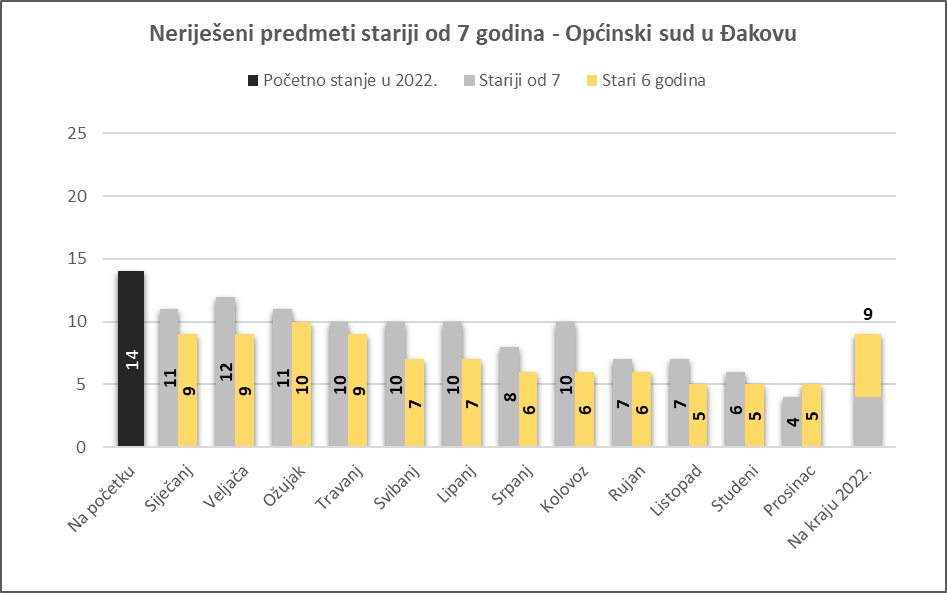 Neriješeni predmeti stariji od 7 godina - Općinski sud u Đakovu
Početno stanje u 2022. Stariji od 7 Stari 6 godina
25
20
15
10
5
0
14
11 9
12 9
11 10
10 9
10 7
10 7
8 6
10 6
7 6
7 5
6 5
4 5
9
Na početku
Siječanj
Veljača
Ožujak
Travanj
Svibanj
Lipanj
Srpanj
Kolovoz
Rujan
Listopad
Studeni
Prosinac
Na kraju 2022.